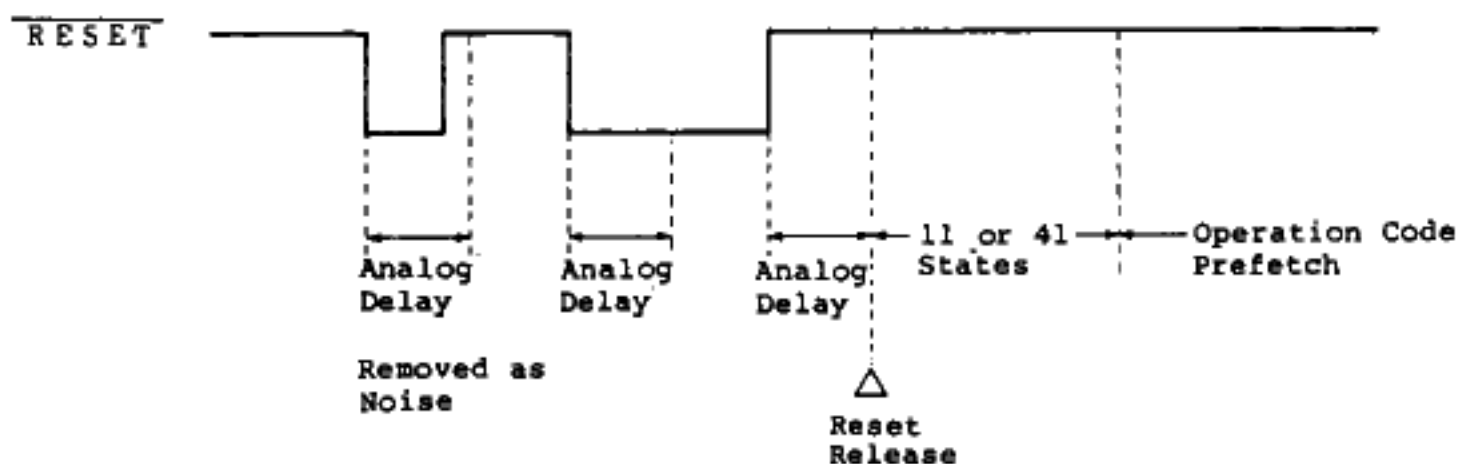 RESET
11 or 41
States
Operation Code
Prefetch
Analog
Delay
Analog
Delay
Analog
Delay
Removed as
Noise
Reset
Release